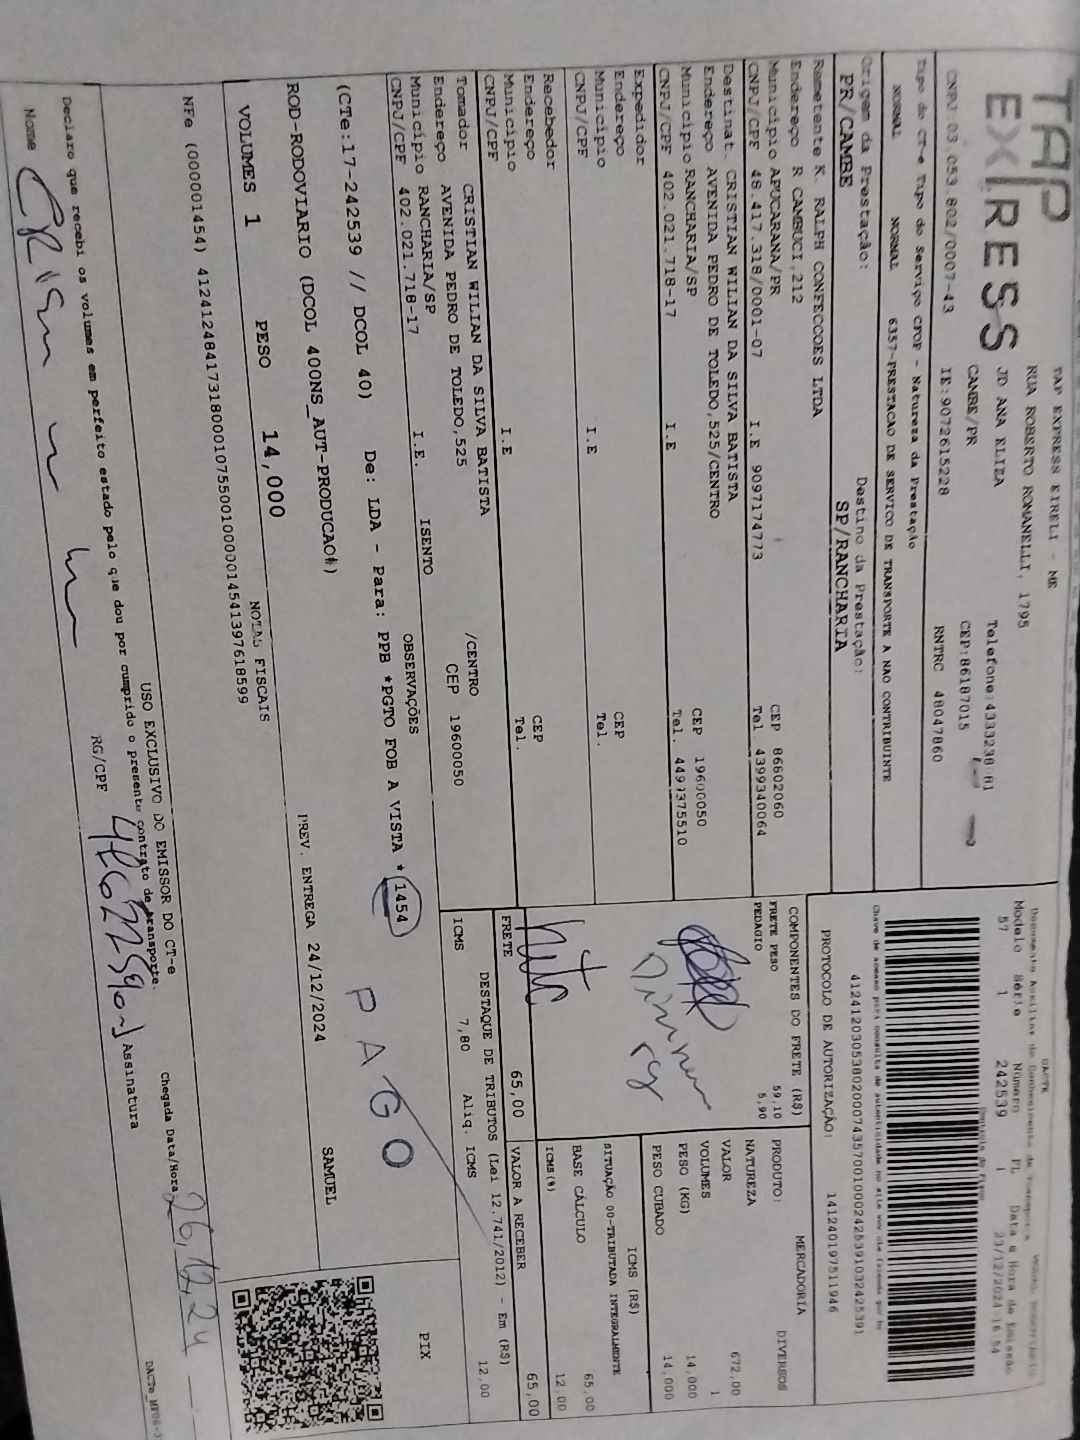 TAP
EXPRESS
TAP EXPRESS EIRELI - ME
RUA ROBERTO ROMANELLI, 1795
JD ANA ELIZA
CAMBE/PR
Telefone:4333238
CEP:86187015
CNPJ:03.053.802/0007-43
IE:9072615228
RNTRC 48047860
Tipo do CT-e Tipo do Serviço CFOP - Natureza da Prestação
NORMAL NORMAL 6357-PRESTACAO DE SERVICO DE TRANSPORTE A NAO CONTRIBUINTE
Origem da Prestação: Destino da Prestação:
PR/CAMBE SP/RANCHARIA
Remetente K. RALPH CONFECCOES LTDA
Endereço R CAMBUCI,212
Município APUCARANA/PR CEP 86602060
CNPJ/CPF 48.417.318/0001-07 I.E 9097174773 Tel 4399340064
Destinat. CRISTIAN WILIAN DA SILVA BATISTA
Endereço AVENIDA PEDRO DE TOLEDO,525/CENTRO
Município RANCHARIA/SP CEP 19600050
CNPJ/CPF 402.021.718-17 I.E Tel. 4499375510
Expedidor
Endereço
Município CEP
CNPJ/CPF I.E Tel.
Recebedor
Endereço
Município CEP
CNPJ/CPF I.E Tel.
Tomador CRISTIAN WILIAN DA SILVA BATISTA
Endereço AVENIDA PEDRO DE TOLEDO,525 /CENTRO
Município RANCHARIA/SP CEP 19600050
CNPJ/CPF 402.021.718-17 I.E. ISENTO
DACTE
Documento Auxiliar do Conhecimento de Transporte
Modelo Série Número FL Data e Hora de Emissão
57 1 242539 1 23/12/2024-16:54
Controle do Fisco
Chave de acesso para consulta de autenticidade no site www.cte.fazenda.gov.br
41241203053802000743570010002425391032425391
PROTOCOLO DE AUTORIZAÇÃO: 141240197511946
COMPONENTES DO FRETE (R$)
FRETE PESO 59,10
PEDAGIO 5,90
FRETE 65,00
MERCADORIA
PRODUTO: DIVERSOS
NATUREZA
VALOR 672,00
VOLUMES 1
PESO (KG) 14,000
PESO CUBADO 14,000
ICMS (R$)
SITUAÇÃO 00-TRIBUTADA INTEGRALMENTE
BASE CÁLCULO 65,00
ICMS(%) 12,00
VALOR A RECEBER 65,00
DESTAQUE DE TRIBUTOS (Lei 12.741/2012) - Em (R$)
ICMS 7,80 Aliq. ICMS 12,00
OBSERVAÇÕES
(CTe:17-242539 // DCOL 40) De: LDA - Para: PPB *PGTO FOB A VISTA *1454
PAGO
PIX
ROD-RODOVIARIO (DCOL 400NS_AUT-PRODUCAO#)
PREV. ENTREGA 24/12/2024 SAMUEL
VOLUMES 1 PESO 14,000
NOTAS FISCAIS
NFe (000001454) 41241248417318000107550010000014541397618599
USO EXCLUSIVO DO EMISSOR DO CT-e
Declaro que recebi os volumes em perfeito estado pelo que dou por cumprido o presente contrato de transporte.
Chegada Data/Hora 26/12/24
Nome RG/CPF Assinatura